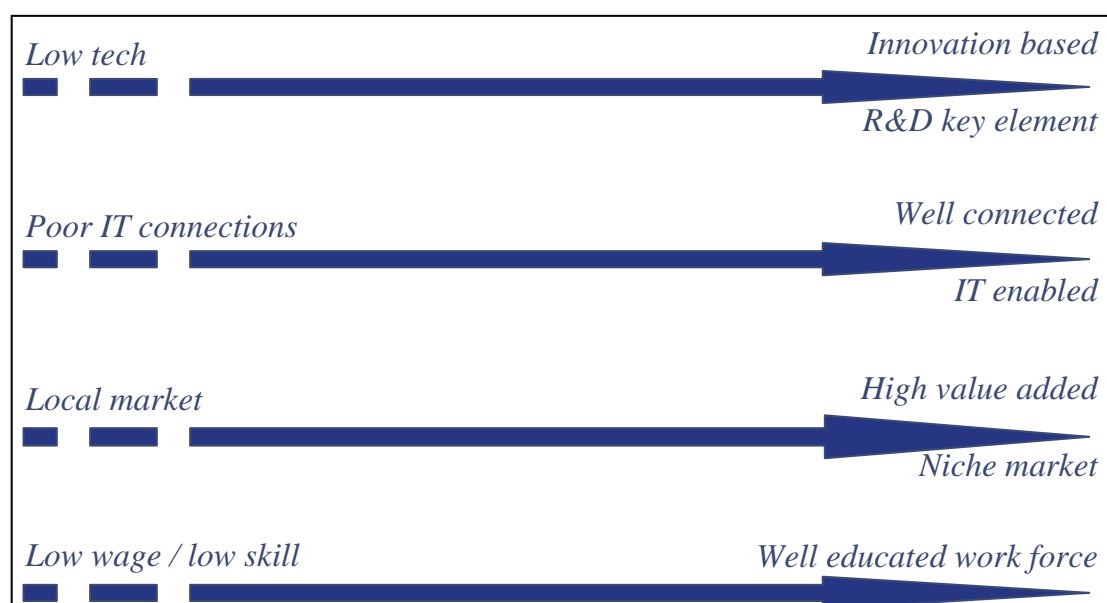 Low tech
Innovation based
R&D key element
Poor IT connections
Well connected
IT enabled
Local market
High value added
Niche market
Low wage / low skill
Well educated work force